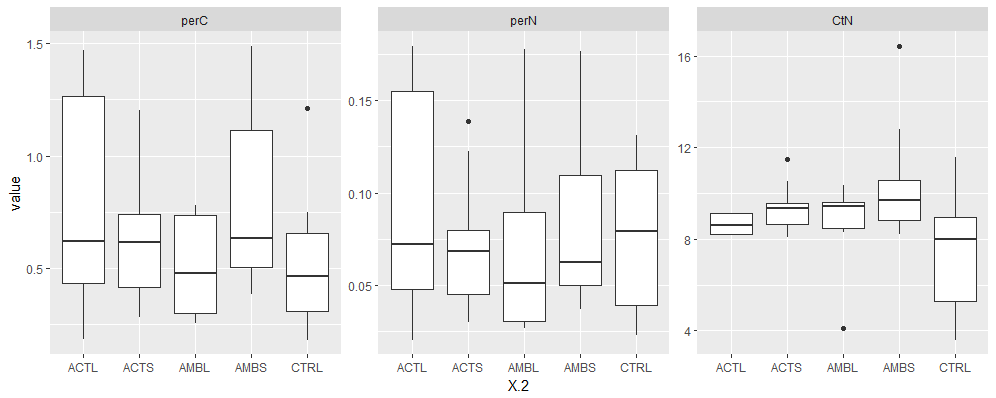 perC perN CtN
value
1.5
1.0
0.5
0.15
0.10
0.05
16
12
8
4
ACTL ACTS AMBL AMBS CTRL ACTL ACTS AMBL AMBS CTRL ACTL ACTS AMBL AMBS CTRL
X.2